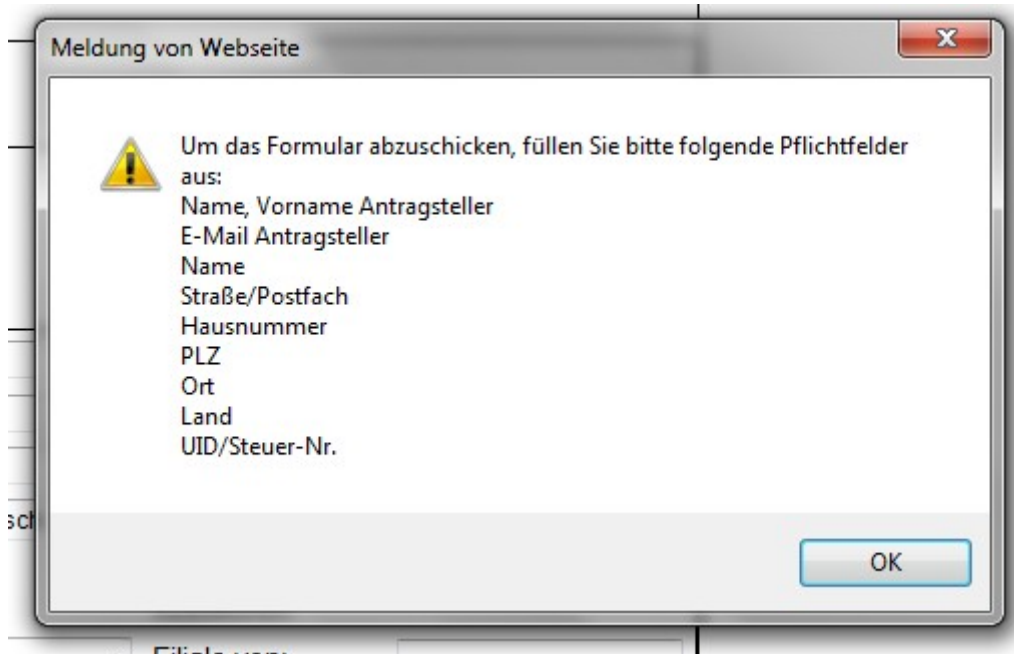 Meldung von Webseite
Um das Formular abzuschicken, füllen Sie bitte folgende Pflichtfelder
aus:
Name, Vorname Antragsteller
E-Mail Antragsteller
Name
Straße/Postfach
Hausnummer
PLZ
Ort
Land
UID/Steuer-Nr.
OK